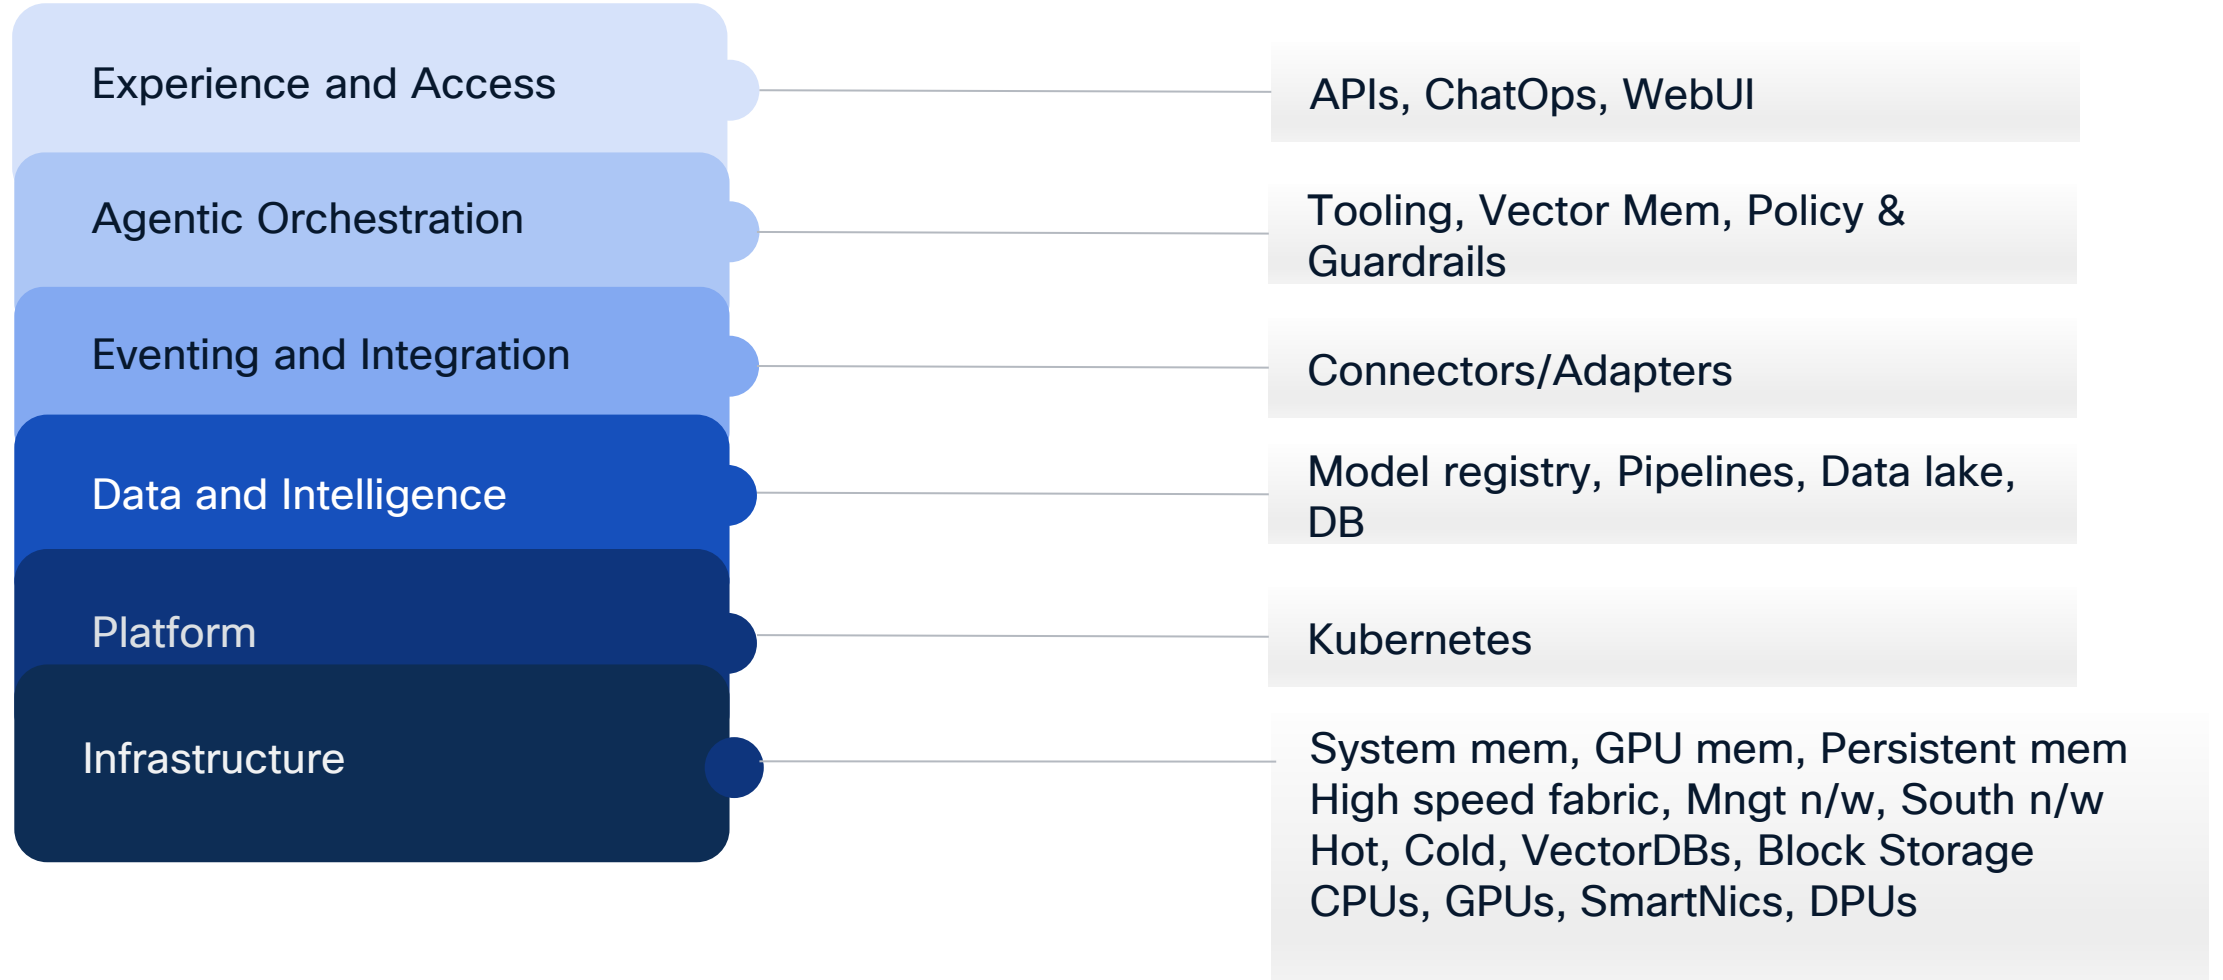 Experience and Access
APIs, ChatOps, WebUI
Agentic Orchestration
Tooling, Vector Mem, Policy &
Guardrails
Eventing and Integration
Connectors/Adapters
Data and Intelligence
Model registry, Pipelines, Data lake,
DB
Platform
Kubernetes
Infrastructure
System mem, GPU mem, Persistent mem
High speed fabric, Mngt n/w, South n/w
Hot, Cold, VectorDBs, Block Storage
CPUs, GPUs, SmartNics, DPUs